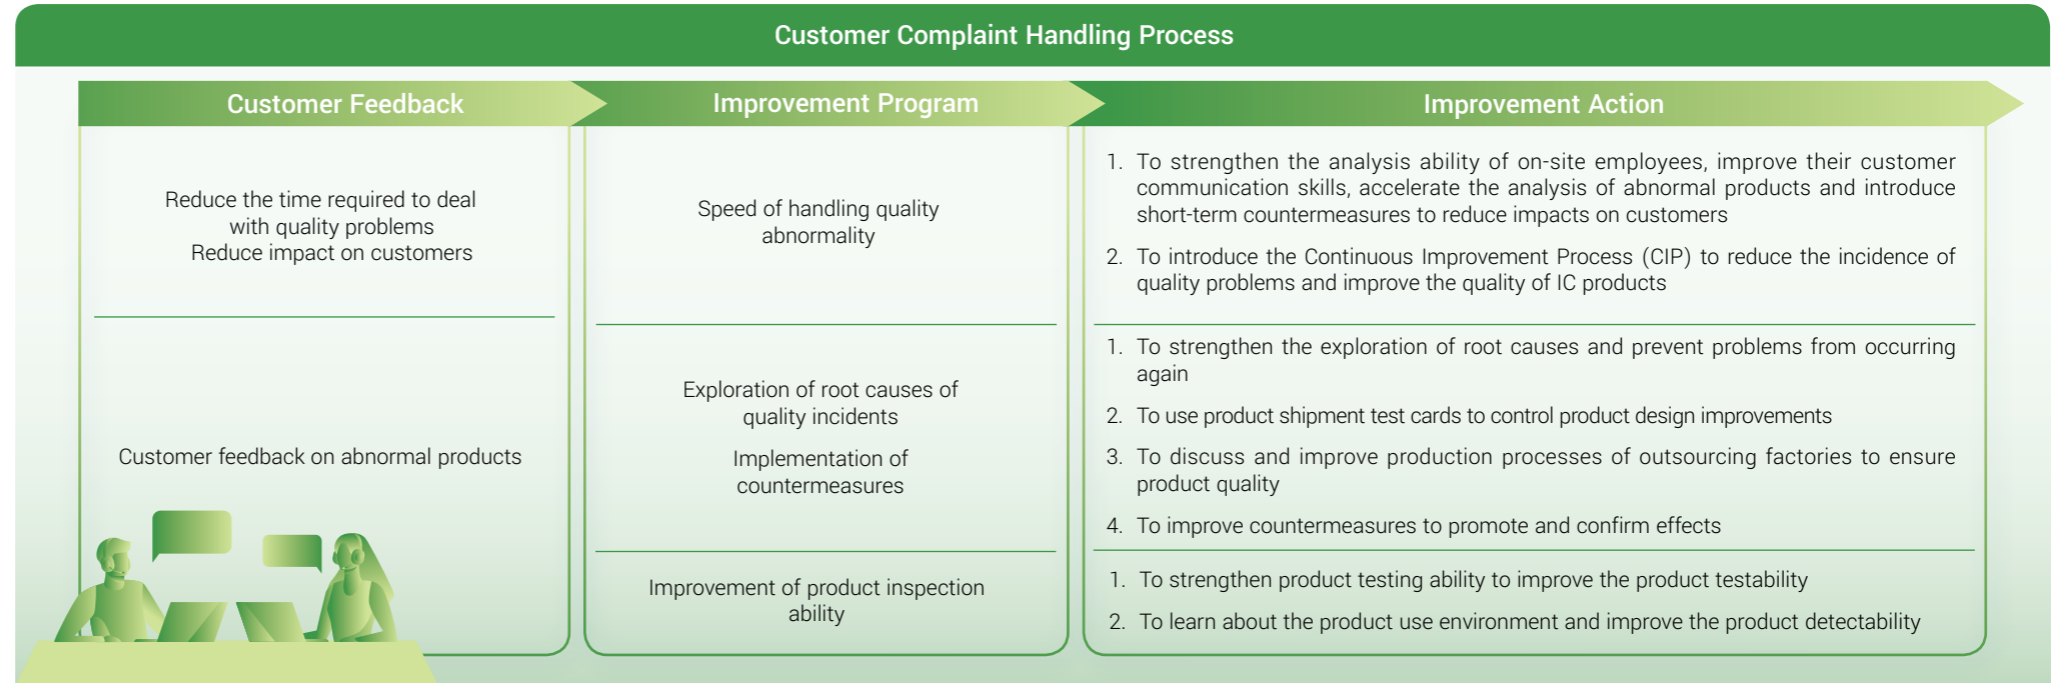 Customer Complaint Handling Process
Customer Feedback
Improvement Program
Improvement Action
Reduce the time required to deal
with quality problems
Reduce impact on customers
Speed of handling quality
abnormality
1. To strengthen the analysis ability of on-site employees, improve their customer
communication skills, accelerate the analysis of abnormal products and introduce
short-term countermeasures to reduce impacts on customers
2. To introduce the Continuous Improvement Process (CIP) to reduce the incidence of
quality problems and improve the quality of IC products
Customer feedback on abnormal products
Exploration of root causes of
quality incidents
Implementation of
countermeasures
1. To strengthen the exploration of root causes and prevent problems from occurring
again
2. To use product shipment test cards to control product design improvements
3. To discuss and improve production processes of outsourcing factories to ensure
product quality
4. To improve countermeasures to promote and confirm effects
Improvement of product inspection
ability
1. To strengthen product testing ability to improve the product testability
2. To learn about the product use environment and improve the product detectability